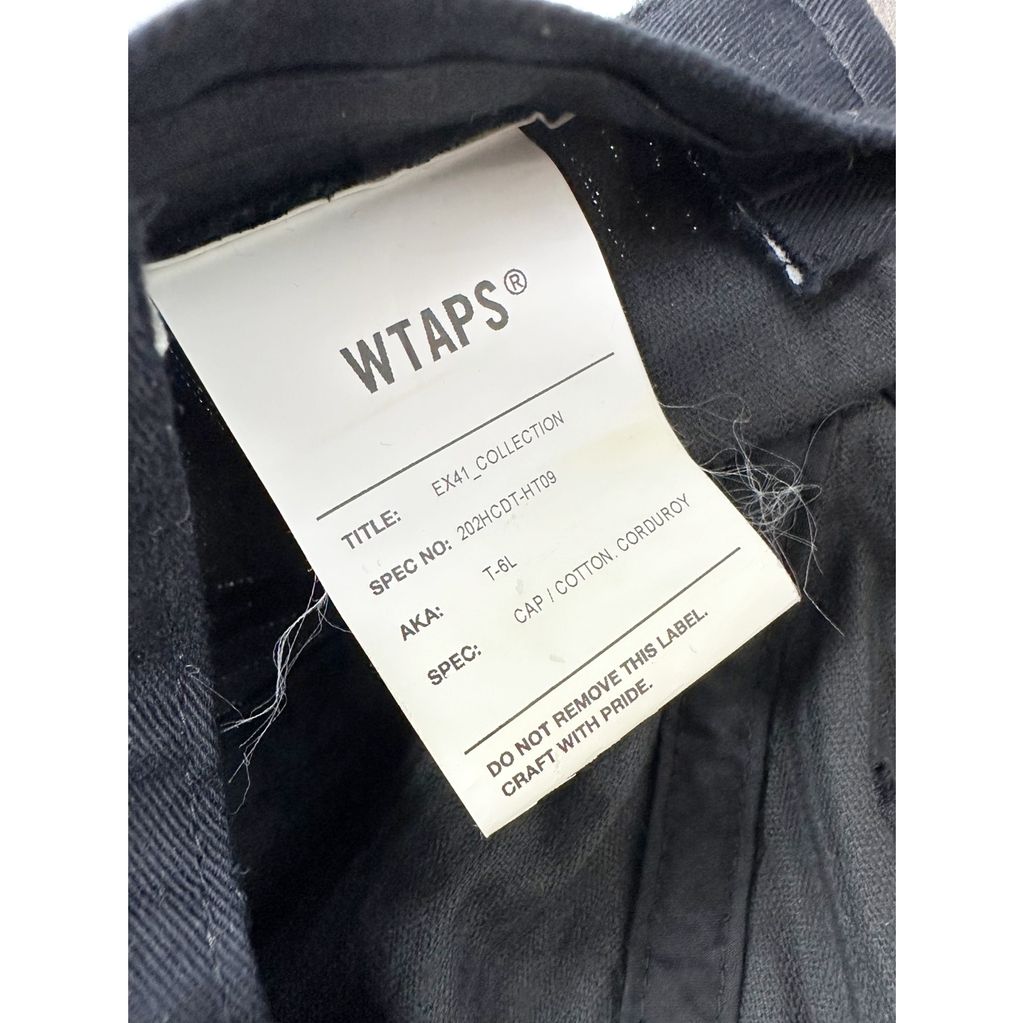 WTAPS®
TITLE: EX41_COLLECTION
SPEC NO: 202HCDT-HT09
AKA: T-6L
SPEC: CAP / COTTON. CORDUROY
DO NOT REMOVE THIS LABEL.
CRAFT WITH PRIDE.